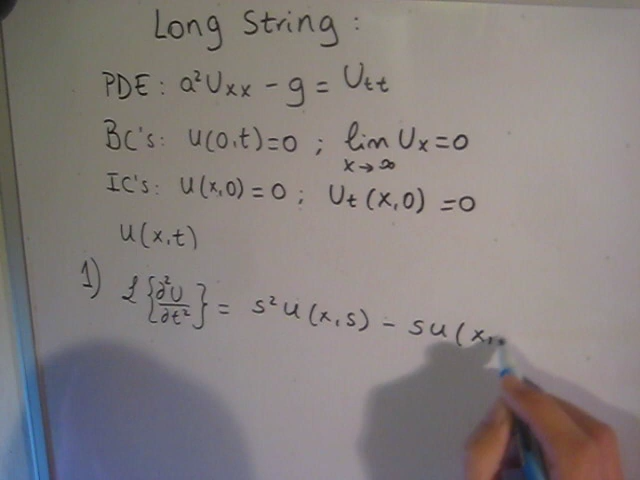 Long String :
PDE : a²Uxx - g = Utt
BC's : U(0,t)=0 ; lim Ux=0
x→∞
IC's : U(x,0)=0 ; Ut(x,0)=0
U(x,t)
1) ℒ{∂²U/∂t²} = s²U(x,s) - sU(x,